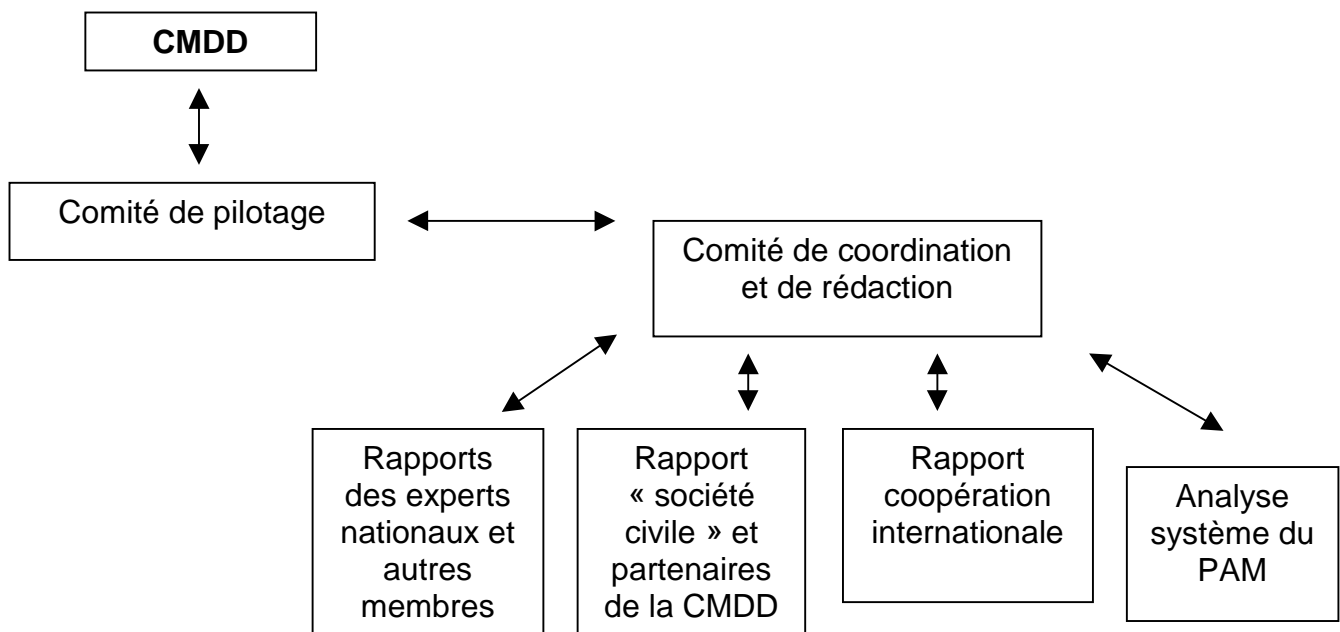 CMDD
Comité de pilotage
Comité de coordination
et de rédaction
Rapports
des experts
nationaux et
autres
membres
Rapport
« société
civile » et
partenaires
de la CMDD
Rapport
coopération
internationale
Analyse
système du
PAM